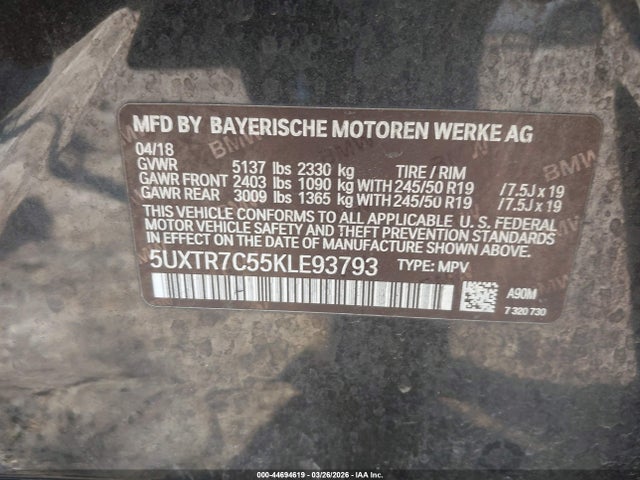 MFD BY BAYERISCHE MOTOREN WERKE AG
04/18
GVWR 5137 lbs 2330 kg TIRE / RIM
GAWR FRONT 2403 lbs 1090 kg WITH 245/50 R19 / 7.5J x 19
GAWR REAR 3009 lbs 1365 kg WITH 245/50 R19 / 7.5J x 19
THIS VEHICLE CONFORMS TO ALL APPLICABLE U. S. FEDERAL
MOTOR VEHICLE SAFETY AND THEFT PREVENTION STANDARDS
IN EFFECT ON THE DATE OF MANUFACTURE SHOWN ABOVE.
5UXTR7C55KLE93793 TYPE: MPV
A90M
7 320 730
000-44694619 | 03/26/2026 | IAA Inc.